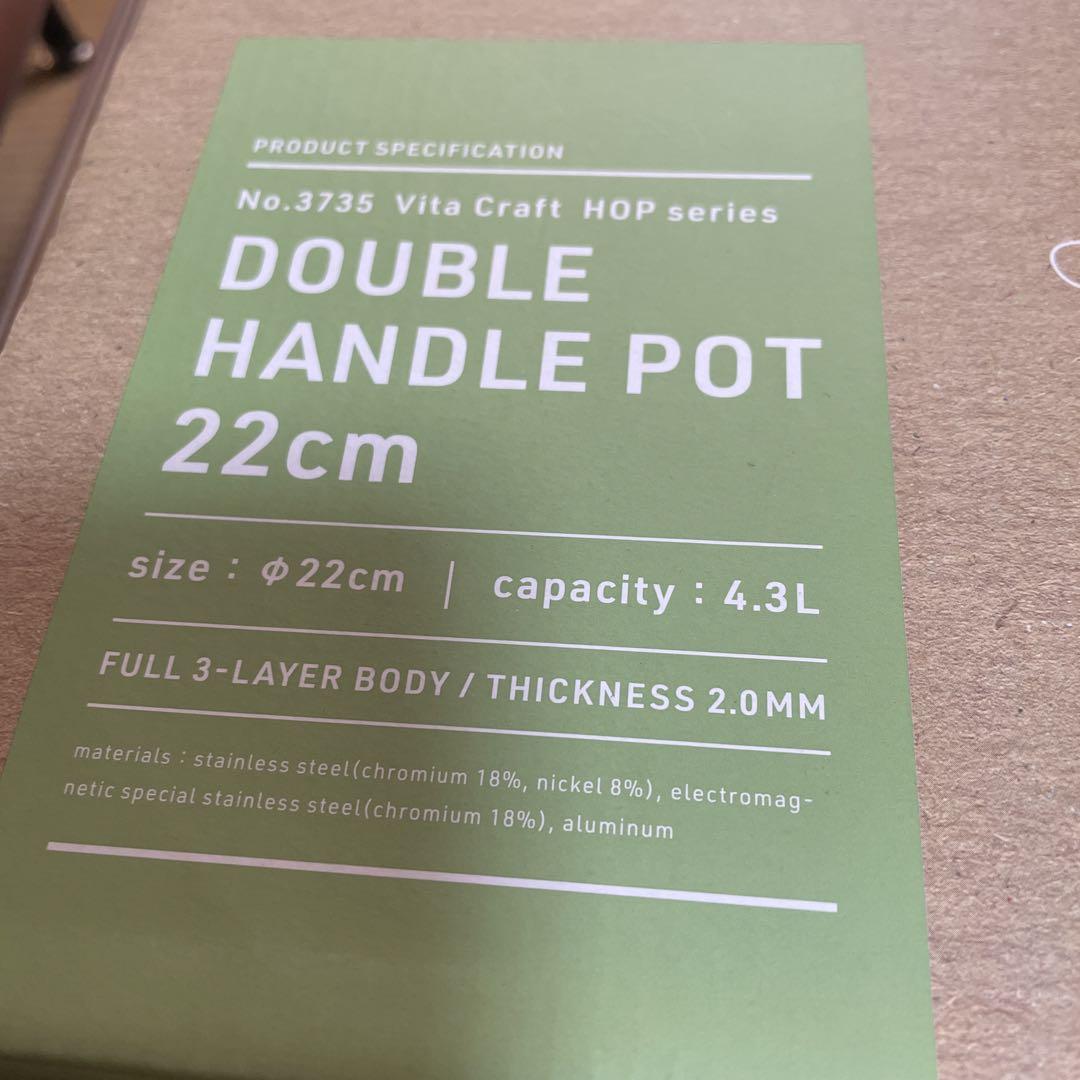 PRODUCT SPECIFICATION
No.3735 Vita Craft HOP series
DOUBLE
HANDLE POT
22cm
size : φ22cm | capacity : 4.3L
FULL 3-LAYER BODY / THICKNESS 2.0MM
materials : stainless steel(chromium 18%, nickel 8%), electromag-
netic special stainless steel(chromium 18%), aluminum